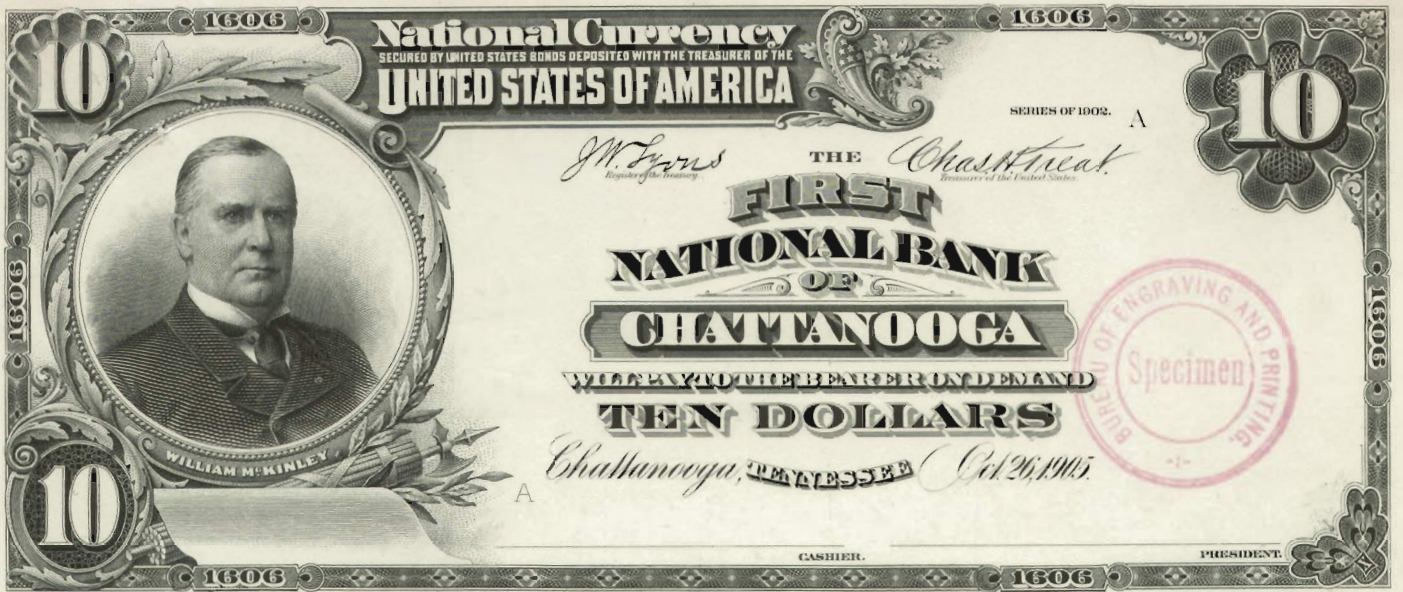 1606
1606
10
National Currency
SECURED BY UNITED STATES BONDS DEPOSITED WITH THE TREASURER OF THE
UNITED STATES OF AMERICA
10
SERIES OF 1902.
A
J.W. Lyons
Register of the Treasury.
THE
Chas. H. Treat.
Treasurer of the United States.
FIRST
NATIONAL BANK
OF
CHATTANOOGA
WILL PAY TO THE BEARER ON DEMAND
TEN DOLLARS
Chattanooga, TENNESSEE Oct. 26, 1905.
BUREAU OF ENGRAVING AND PRINTING.
Specimen
-1-
1606
1606
WILLIAM McKINLEY
A
10
CASHIER.
PRESIDENT.
N
1606
1606